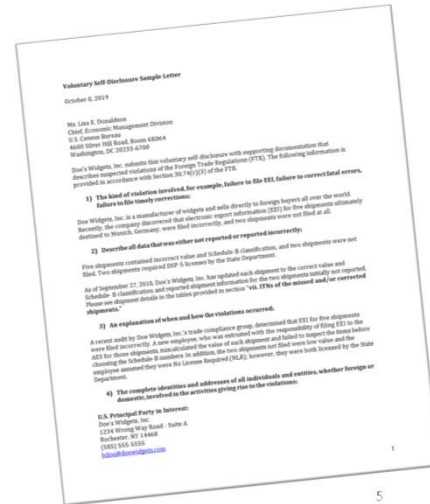 Voluntary Self-Disclosure Sample Letter
October 8, 2019
Ms. Lisa E. Donaldson
Chief, Economic Management Division
U.S. Census Bureau
4600 Silver Hill Road, Room 6K064
Washington, DC 20233-6700
Doe's Widgets, Inc. submits this voluntary self-disclosure with supporting documentation that
describes suspected violations of the Foreign Trade Regulations (FTR). The following information is
provided in accordance with Section 30.74(c)(3) of the FTR.
1) The kind of violation involved, for example, failure to file EEI, failure to correct fatal errors,
failure to file timely corrections;
Doe Widgets, Inc. is a manufacturer of widgets and sells directly to foreign buyers all over the world.
Recently, the company discovered that electronic export information (EEI) for five shipments ultimately
destined to Munich, Germany, were filed incorrectly, and two shipments were not filed at all.
2) Describe all data that was either not reported or reported incorrectly;
Five shipments contained incorrect value and Schedule-B classification, and two shipments were not
filed. Two shipments required DSP-5 licenses by the State Department.
As of September 27, 2018, Doe's Widgets, Inc. has updated each shipment to the correct value and
Schedule- B classification and reported shipment information for the two shipments initially not reported.
Please see shipment details in the tables provided in section "vii. ITNs of the missed and/or corrected
shipments."
3) An explanation of when and how the violations occurred;
A recent audit by Doe Widgets, Inc.'s trade compliance group, determined that EEI for five shipments
were filed incorrectly. A new employee, who was entrusted with the responsibility of filing EEI to the
AES for those shipments, miscalculated the value of each shipment and failed to inspect the items before
choosing the Schedule B numbers. In addition, the two shipments not filed were low value and the
employee assumed they were No License Required (NLR); however, they were both licensed by the State
Department.
4) The complete identities and addresses of all individuals and entities, whether foreign or
domestic, involved in the activities giving rise to the violations;
U.S. Principal Party in Interest:
Doe's Widgets, Inc.
1234 Wrong Way Road - Suite A
Rochester, NY 14468
(585) 555-5555
bdoe@doewidgets.com
1
5